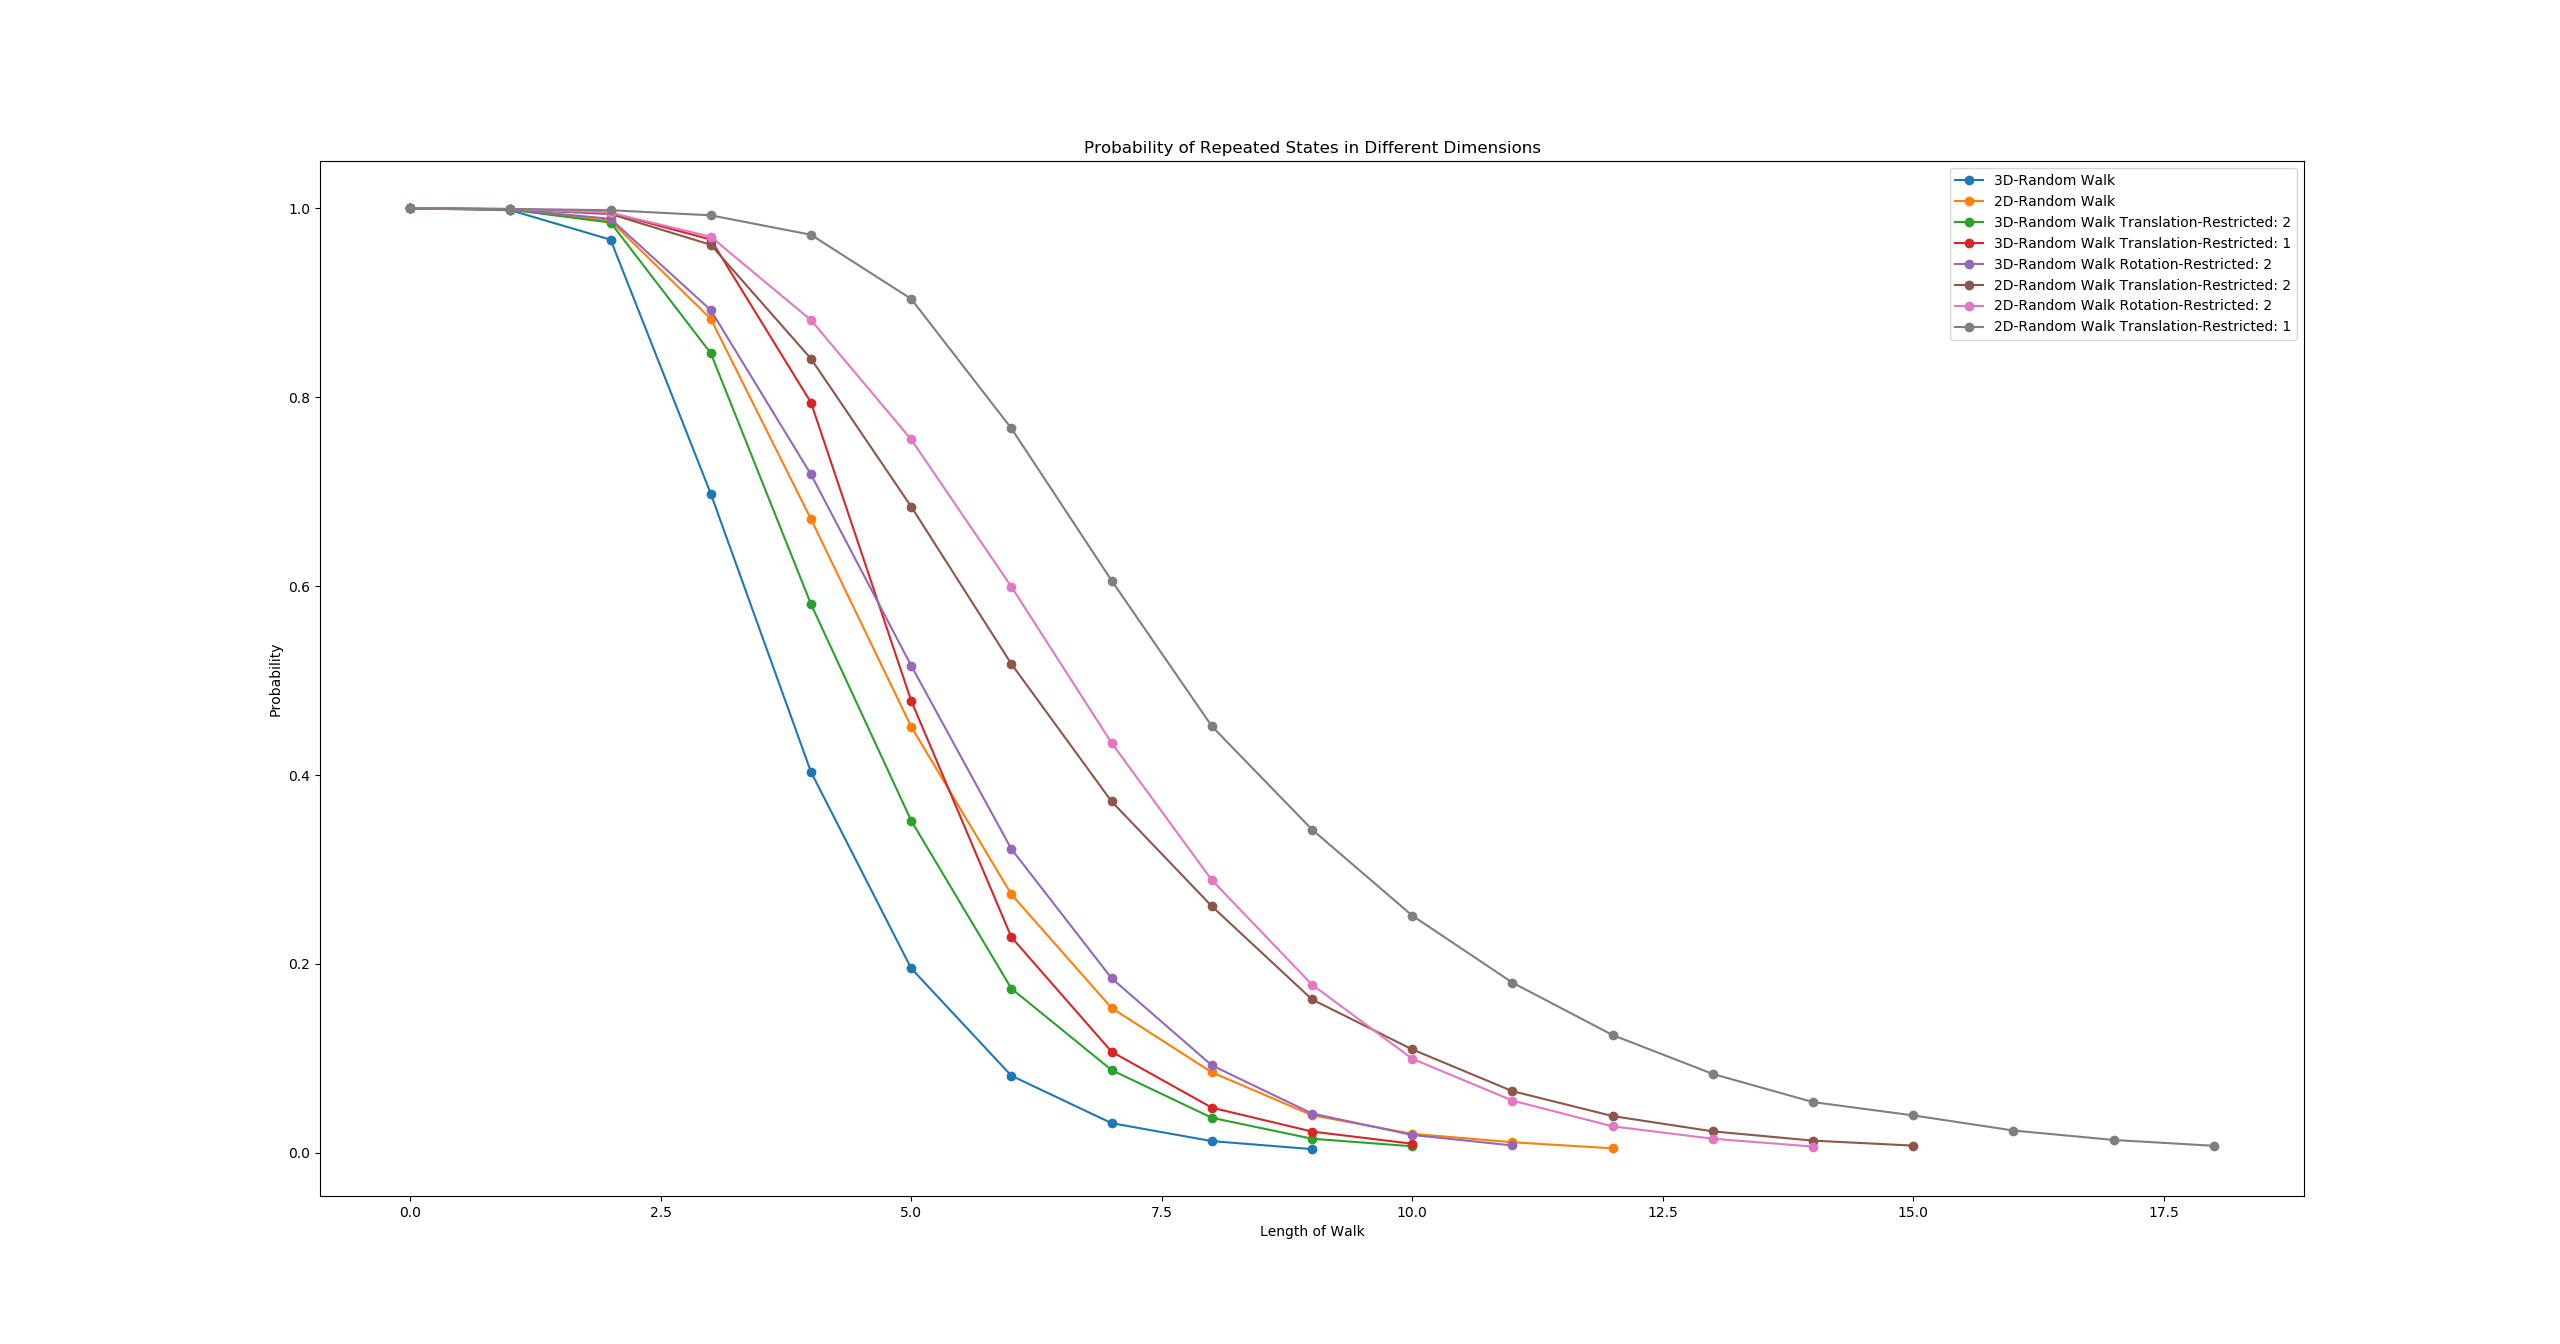 Probability of Repeated States in Different Dimensions
3D-Random Walk
2D-Random Walk
3D-Random Walk Translation-Restricted: 2
3D-Random Walk Translation-Restricted: 1
3D-Random Walk Rotation-Restricted: 2
2D-Random Walk Translation-Restricted: 2
2D-Random Walk Rotation-Restricted: 2
2D-Random Walk Translation-Restricted: 1
1.0
0.8
0.6
0.4
0.2
0.0
Probability
0.0 2.5 5.0 7.5 10.0 12.5 15.0 17.5
Length of Walk